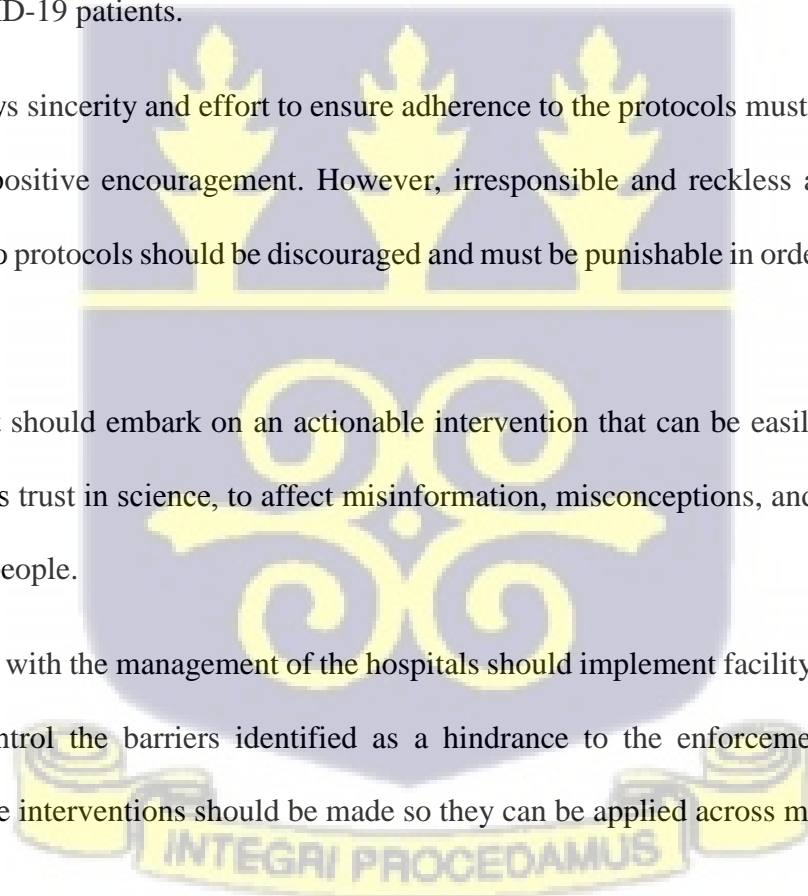 D-19 patients.
ys sincerity and effort to ensure adherence to the protocols must
positive encouragement. However, irresponsible and reckless a
o protocols should be discouraged and must be punishable in orde
t should embark on an actionable intervention that can be easil
s trust in science, to affect misinformation, misconceptions, and
people.
with the management of the hospitals should implement facility
ntrol the barriers identified as a hindrance to the enforceme
e interventions should be made so they can be applied across m
INTEGRI PROCEDAMUS